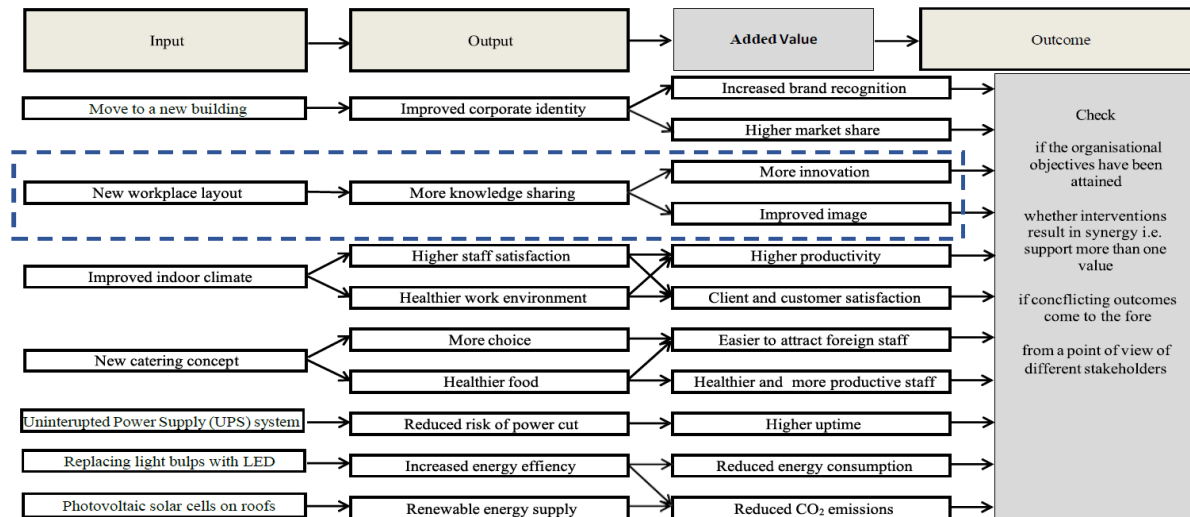 Input
Output
Added Value
Outcome
Move to a new building
Improved corporate identity
Increased brand recognition
Higher market share
New workplace layout
More knowledge sharing
More innovation
Improved image
Improved indoor climate
Higher staff satisfaction
Healthier work environment
Higher productivity
Client and customer satisfaction
New catering concept
More choice
Healthier food
Easier to attract foreign staff
Healthier and more productive staff
Uninterupted Power Supply (UPS) system
Reduced risk of power cut
Higher uptime
Replacing light bulps with LED
Increased energy effiency
Reduced energy consumption
Photovoltaic solar cells on roofs
Renewable energy supply
Reduced CO₂ emissions
Check
if the organisational
objectives have been
attained
whether interventions
result in synergy i.e.
support more than one
value
if concflicting outcomes
come to the fore
from a point of view of
different stakeholders